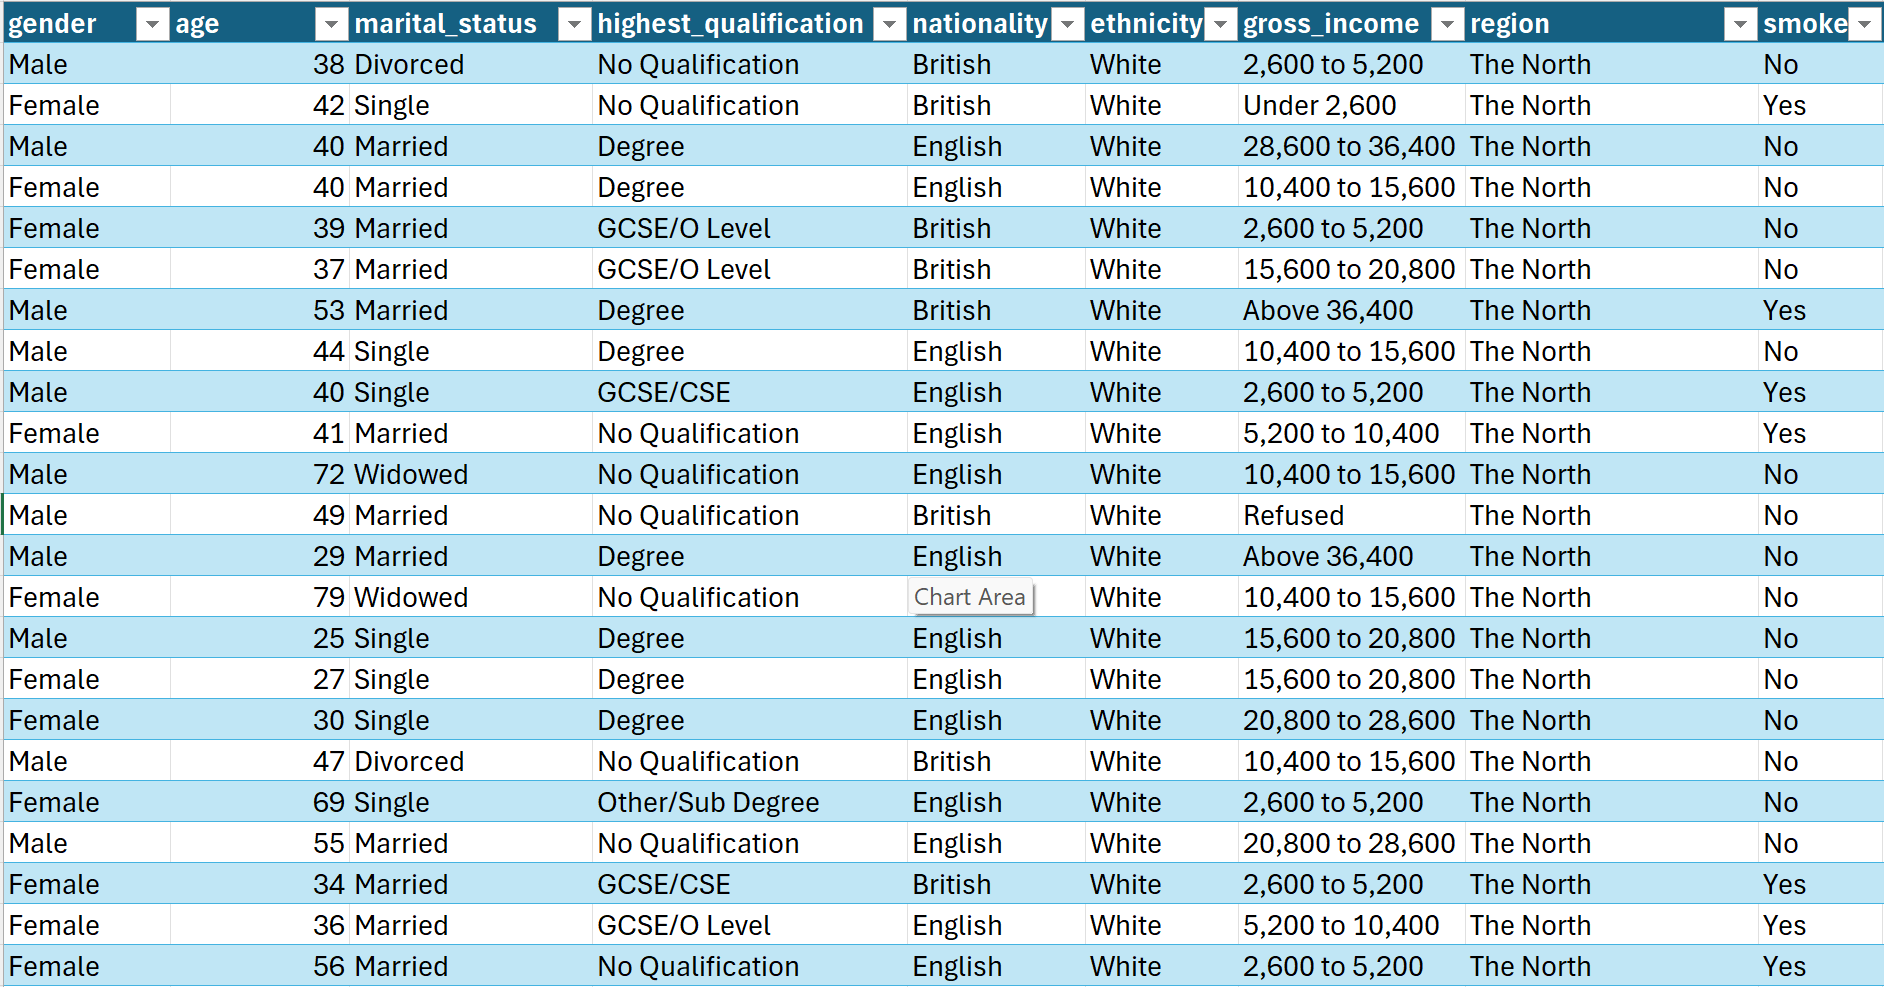 gender age marital_status highest_qualification nationality ethnicity gross_income region smoke
Male 38 Divorced No Qualification British White 2,600 to 5,200 The North No
Female 42 Single No Qualification British White Under 2,600 The North Yes
Male 40 Married Degree English White 28,600 to 36,400 The North No
Female 40 Married Degree English White 10,400 to 15,600 The North No
Female 39 Married GCSE/O Level British White 2,600 to 5,200 The North No
Female 37 Married GCSE/O Level British White 15,600 to 20,800 The North No
Male 53 Married Degree British White Above 36,400 The North Yes
Male 44 Single Degree English White 10,400 to 15,600 The North No
Male 40 Single GCSE/CSE English White 2,600 to 5,200 The North Yes
Female 41 Married No Qualification English White 5,200 to 10,400 The North Yes
Male 72 Widowed No Qualification English White 10,400 to 15,600 The North No
Male 49 Married No Qualification British White Refused The North No
Male 29 Married Degree English White Above 36,400 The North No
Female 79 Widowed No Qualification Chart Area White 10,400 to 15,600 The North No
Male 25 Single Degree English White 15,600 to 20,800 The North No
Female 27 Single Degree English White 15,600 to 20,800 The North No
Female 30 Single Degree English White 20,800 to 28,600 The North No
Male 47 Divorced No Qualification British White 10,400 to 15,600 The North No
Female 69 Single Other/Sub Degree English White 2,600 to 5,200 The North No
Male 55 Married No Qualification English White 20,800 to 28,600 The North No
Female 34 Married GCSE/CSE British White 2,600 to 5,200 The North Yes
Female 36 Married GCSE/O Level English White 5,200 to 10,400 The North Yes
Female 56 Married No Qualification English White 2,600 to 5,200 The North Yes